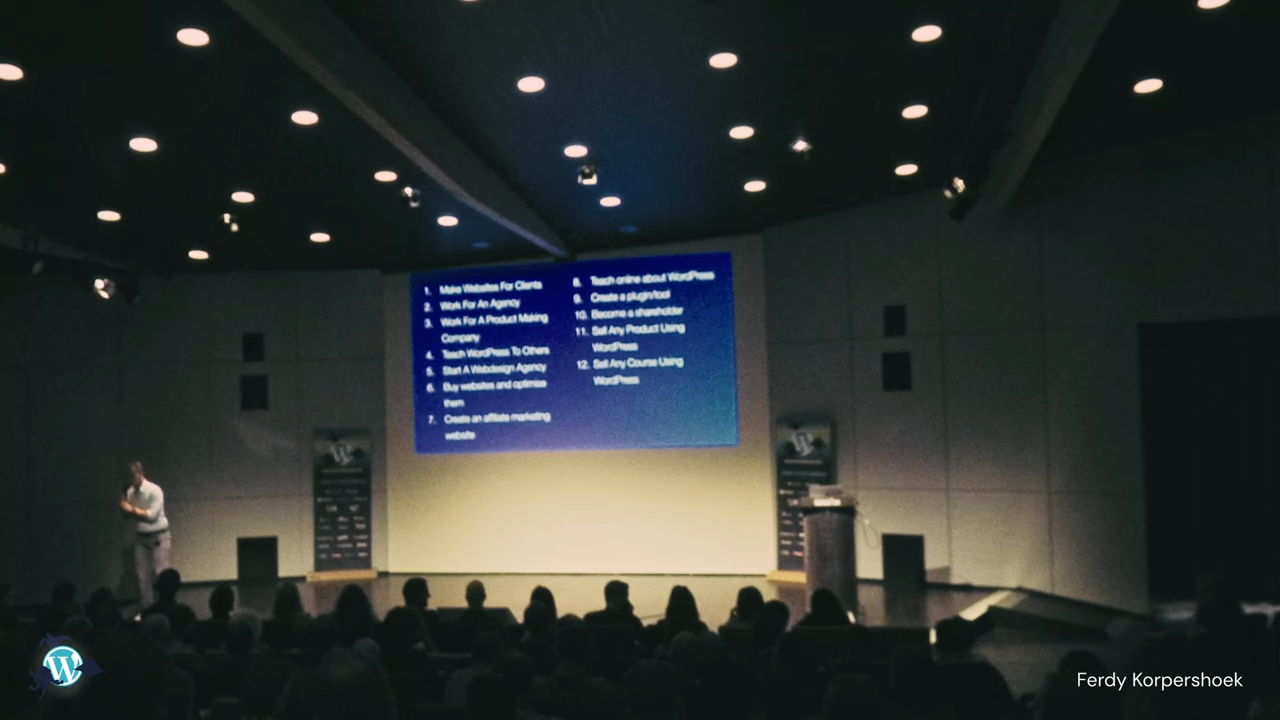 1. Make Websites For Clients
2. Work For An Agency
3. Work For A Product Making
Company
4. Teach WordPress To Others
5. Start A Webdesign Agency
6. Buy websites and optimise
them
7. Create an affiliate marketing
website
8. Teach online about WordPress
9. Create a plugin/tool
10. Become a shareholder
11. Sell Any Product Using
WordPress
12. Sell Any Course Using
WordPress
Ferdy Korpershoek